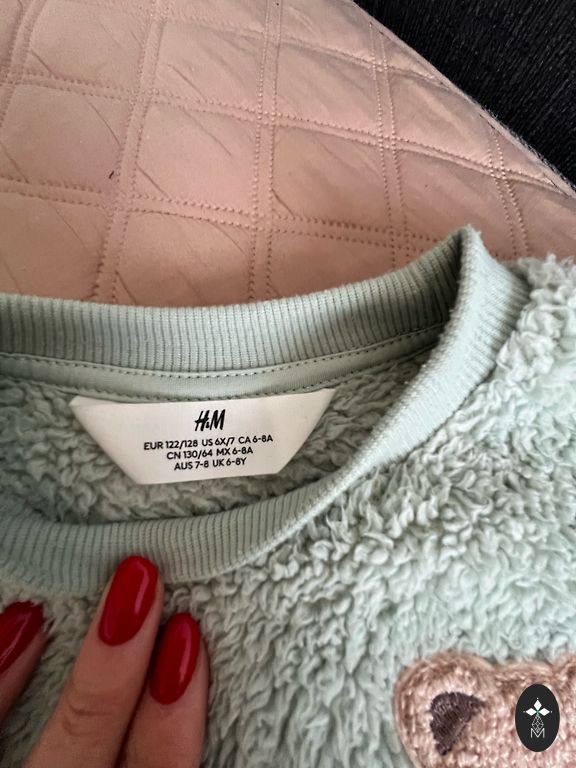 H&M
EUR 122/128 US 6X/7 CA 6-8A
CN 130/64 MX 6-8A
AUS 7-8 UK 6-8Y
M